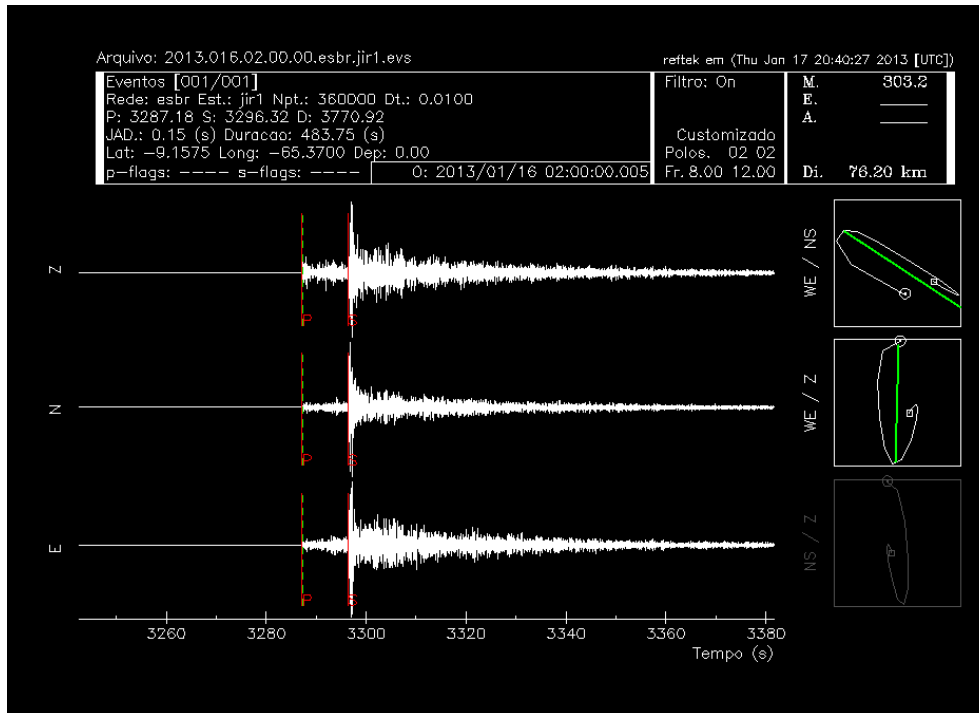 Arquivo: 2013.016.02.00.00.esbr.jir1.evs
reftek em (Thu Jan 17 20:40:27 2013 [UTC])
Eventos [001/001]
Rede: esbr Est.: jir1 Npt.: 360000 Dt.: 0.0100
P: 3287.18 S: 3296.32 D: 3770.92
JAD.: 0.15 (s) Duracao: 483.75 (s)
Lat: -9.1575 Long: -65.3700 Dep: 0.00
p-flags: ---- s-flags: ----
O: 2013/01/16 02:00:00.005
Filtro: On
Customizado
Polos. 02 02
Fr. 8.00 12.00
M. 303.2
E. ____
A. ____
Di. 76.20 km
Z
P
S
WE / NS
N
P
S
WE / Z
E
P
S
NS / Z
3260 3280 3300 3320 3340 3360 3380
Tempo (s)